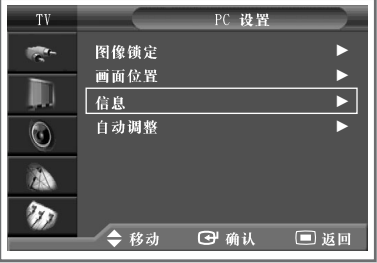 TV PC 设置
图像锁定 ▶
画面位置 ▶
信息 ▶
自动调整 ▶
移动 确认 返回